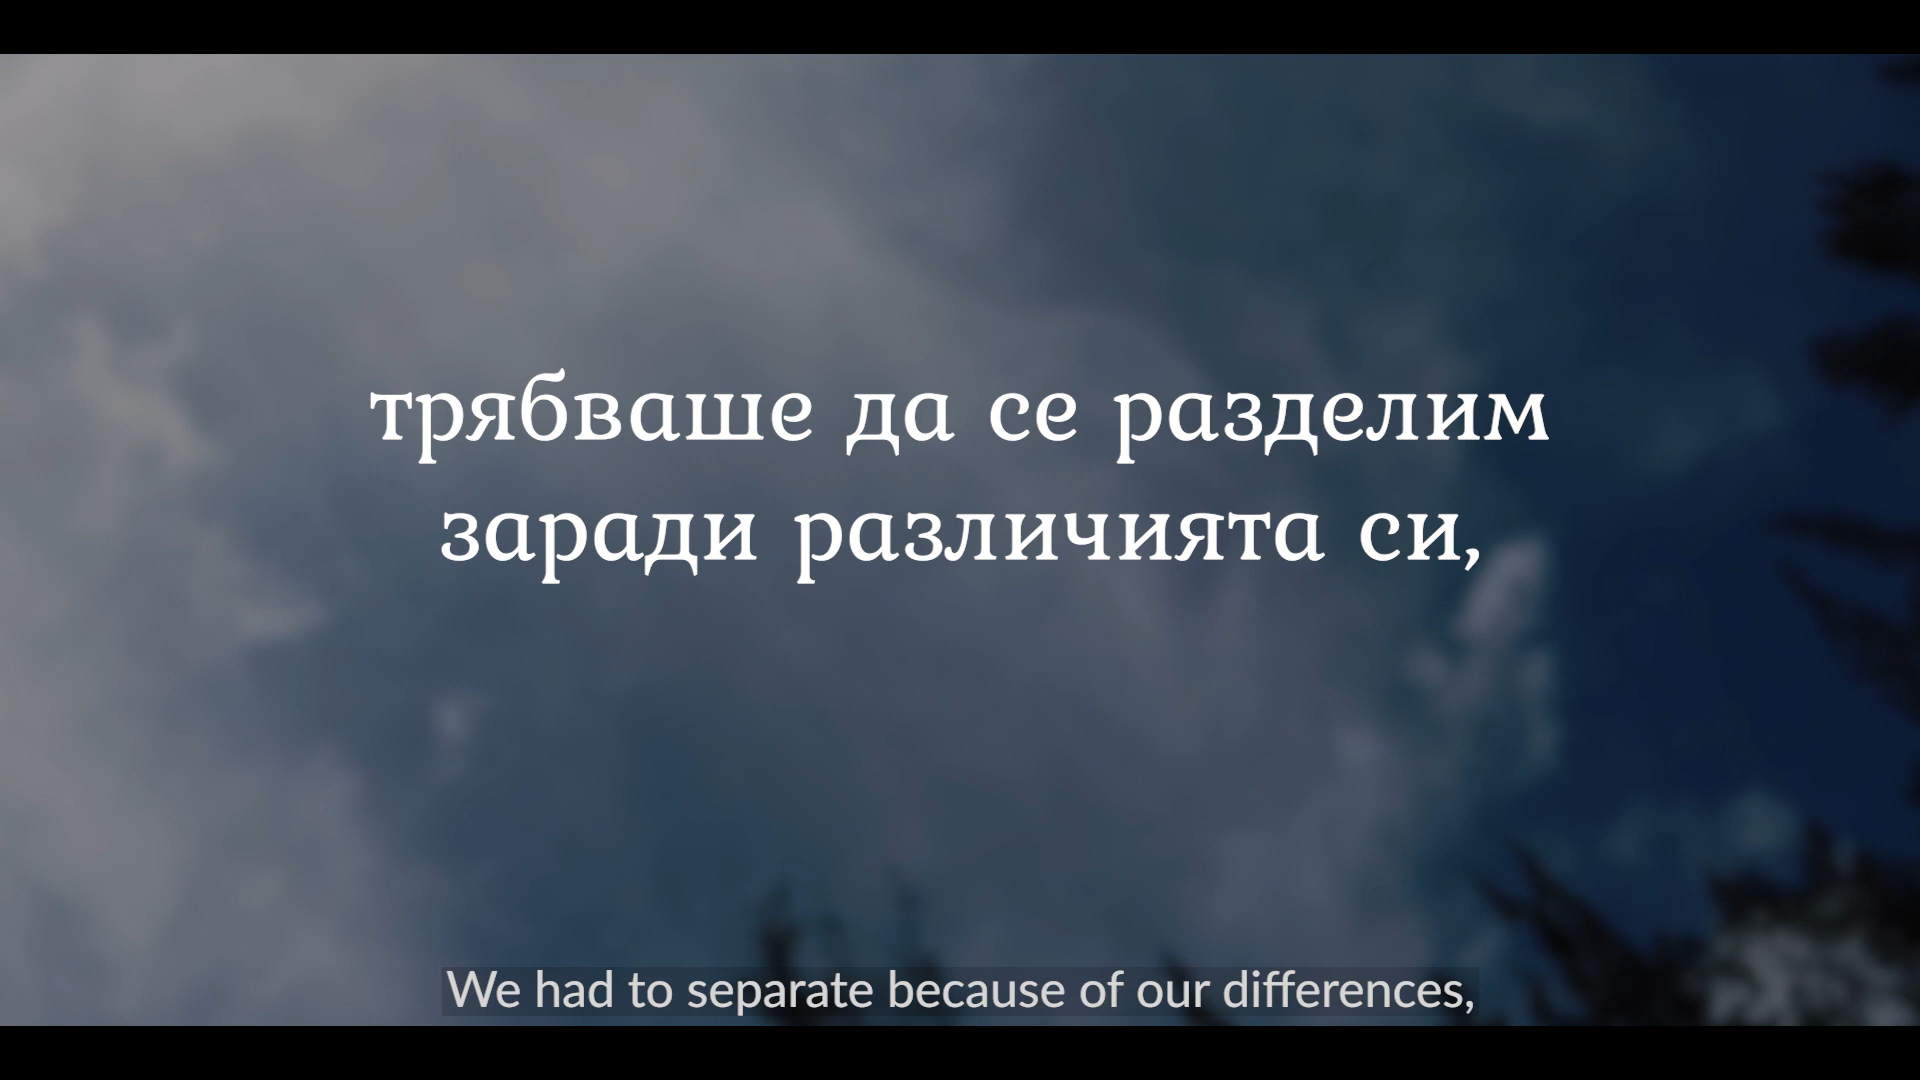 трябваше да се разделим
заради различията си,
We had to separate because of our differences,